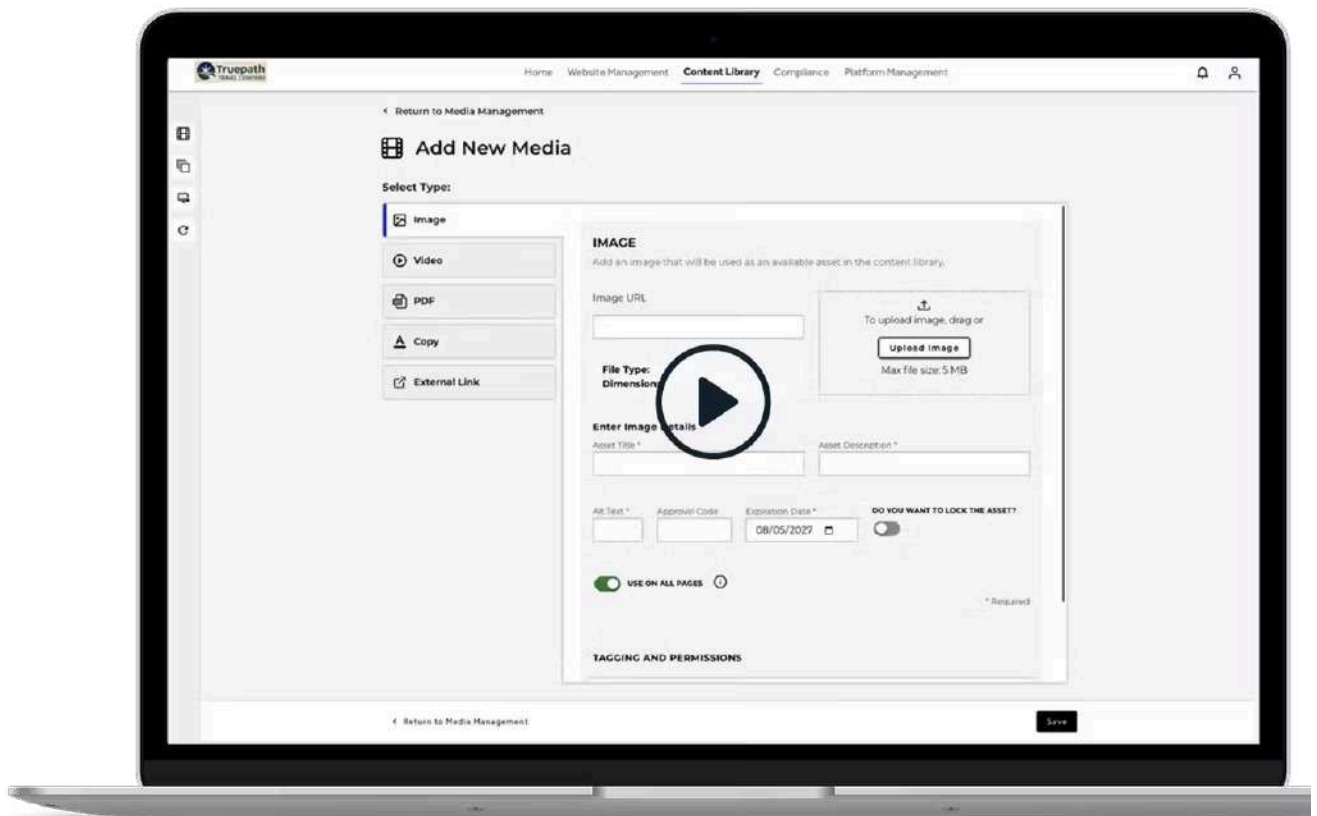 Truepath
TRAVEL COMPANY
Home Website Management Content Library Compliance Platform Management
< Return to Media Management
Add New Media
Select Type:
Image
Video
PDF
Copy
External Link
IMAGE
Add an image that will be used as an available asset in the content library.
Image URL
To upload image, drag or
Upload Image
Max file size: 5 MB
File Type:
Enter Image
Asset Title * Asset Description *
Alt Text * Approval Code Expiration Date * DO YOU WANT TO LOCK THE ASSET?
08/05/2027
USE ON ALL PAGES
* Required
TAGGING AND PERMISSIONS
< Return to Media Management
Save